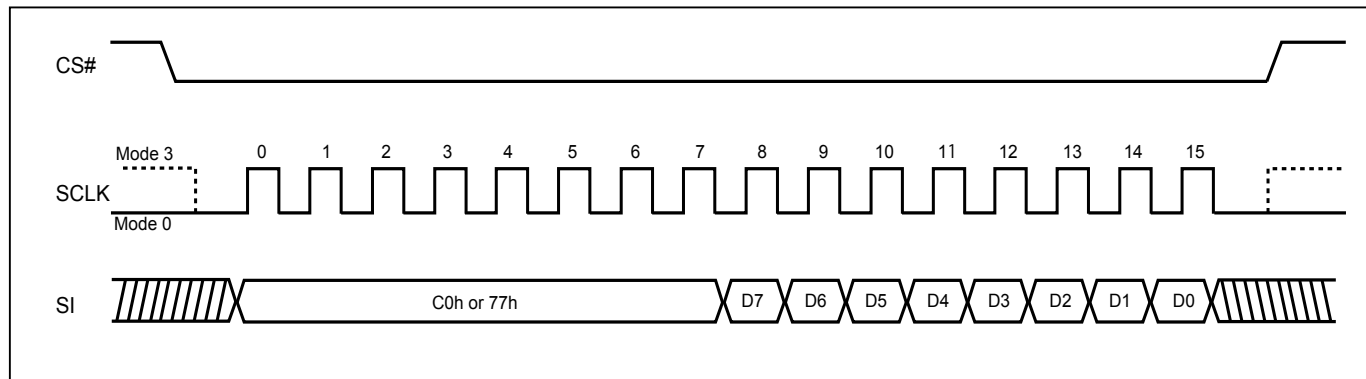 CS#
Mode 3
0 1 2 3 4 5 6 7 8 9 10 11 12 13 14 15
SCLK
Mode 0
SI
C0h or 77h
D7 D6 D5 D4 D3 D2 D1 D0